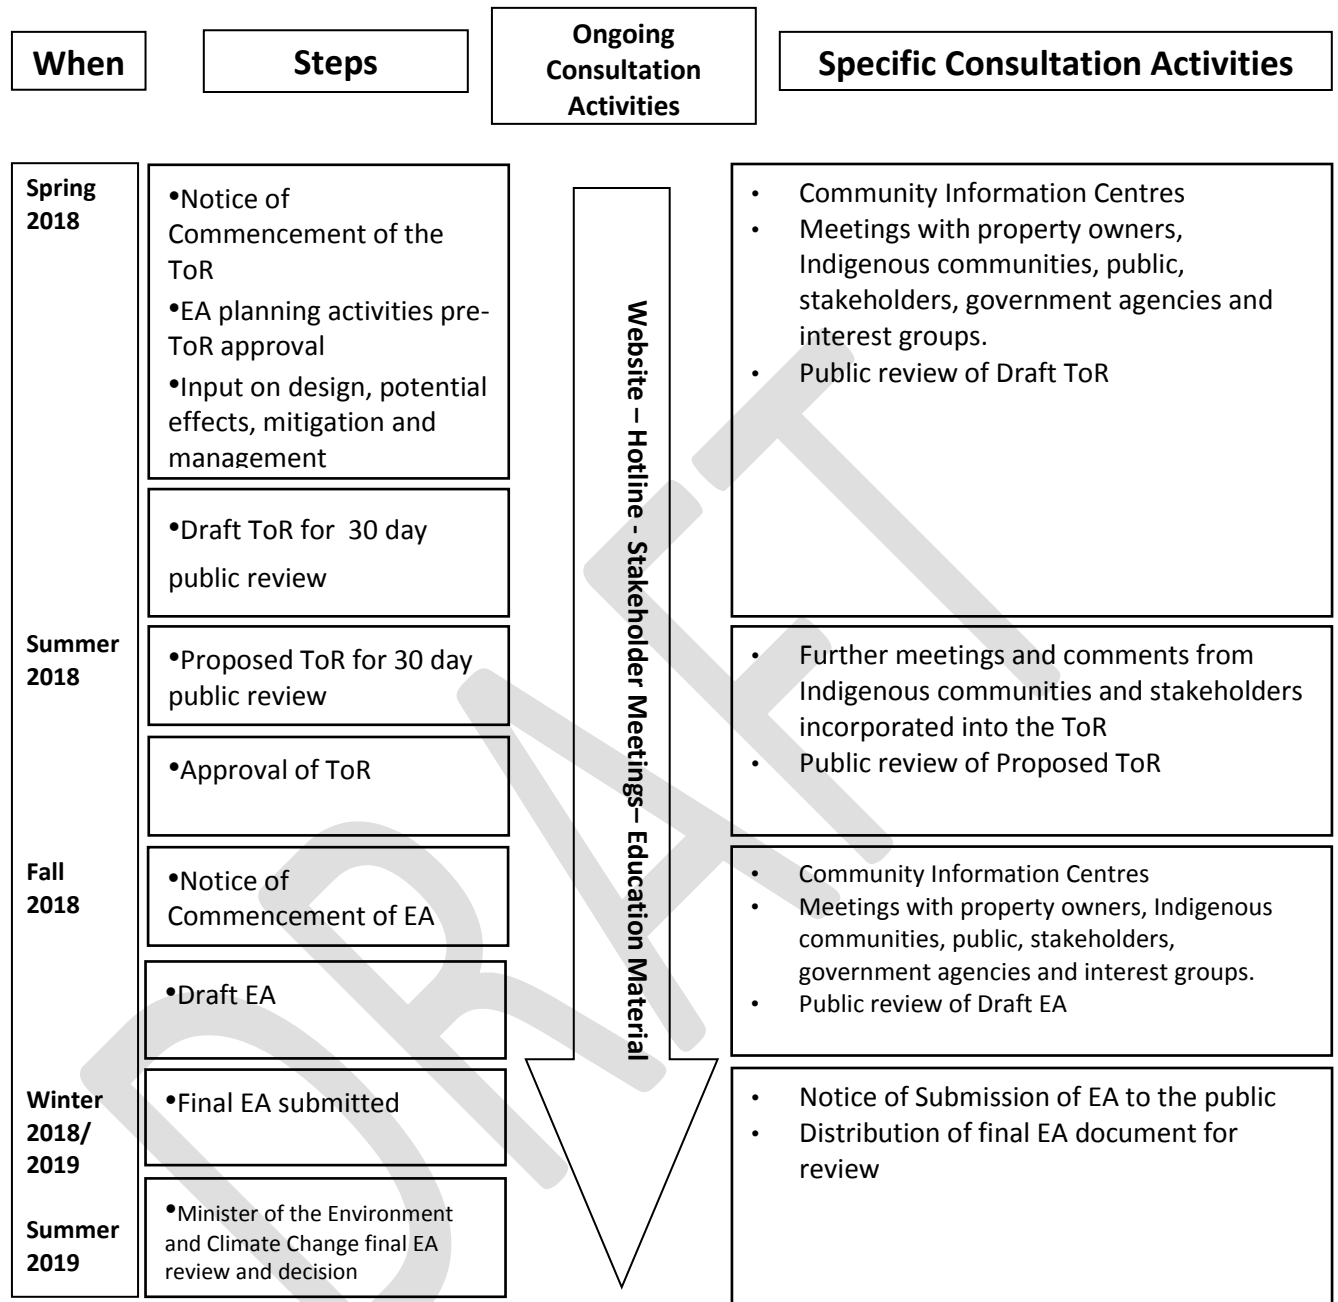 When
Steps
Ongoing
Consultation
Activities
Specific Consultation Activities
Spring
2018
•Notice of
Commencement of the
ToR
•EA planning activities pre-
ToR approval
•Input on design, potential
effects, mitigation and
management
•Draft ToR for 30 day
public review
Website – Hotline - Stakeholder Meetings– Education Material
• Community Information Centres
• Meetings with property owners,
Indigenous communities, public,
stakeholders, government agencies and
interest groups.
• Public review of Draft ToR
Summer
2018
•Proposed ToR for 30 day
public review
•Approval of ToR
• Further meetings and comments from
Indigenous communities and stakeholders
incorporated into the ToR
• Public review of Proposed ToR
Fall
2018
•Notice of
Commencement of EA
•Draft EA
• Community Information Centres
• Meetings with property owners, Indigenous
communities, public, stakeholders,
government agencies and interest groups.
• Public review of Draft EA
Winter
2018/
2019
•Final EA submitted
• Notice of Submission of EA to the public
• Distribution of final EA document for
review
Summer
2019
•Minister of the Environment
and Climate Change final EA
review and decision
DRAFT